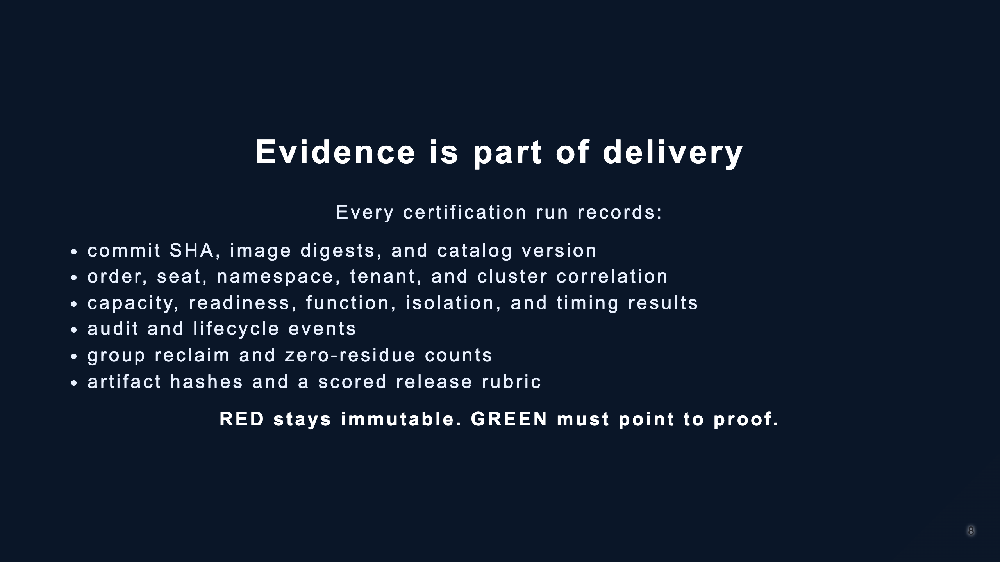 Evidence is part of delivery
Every certification run records:
• commit SHA, image digests, and catalog version
• order, seat, namespace, tenant, and cluster correlation
• capacity, readiness, function, isolation, and timing results
• audit and lifecycle events
• group reclaim and zero-residue counts
• artifact hashes and a scored release rubric
RED stays immutable. GREEN must point to proof.
8